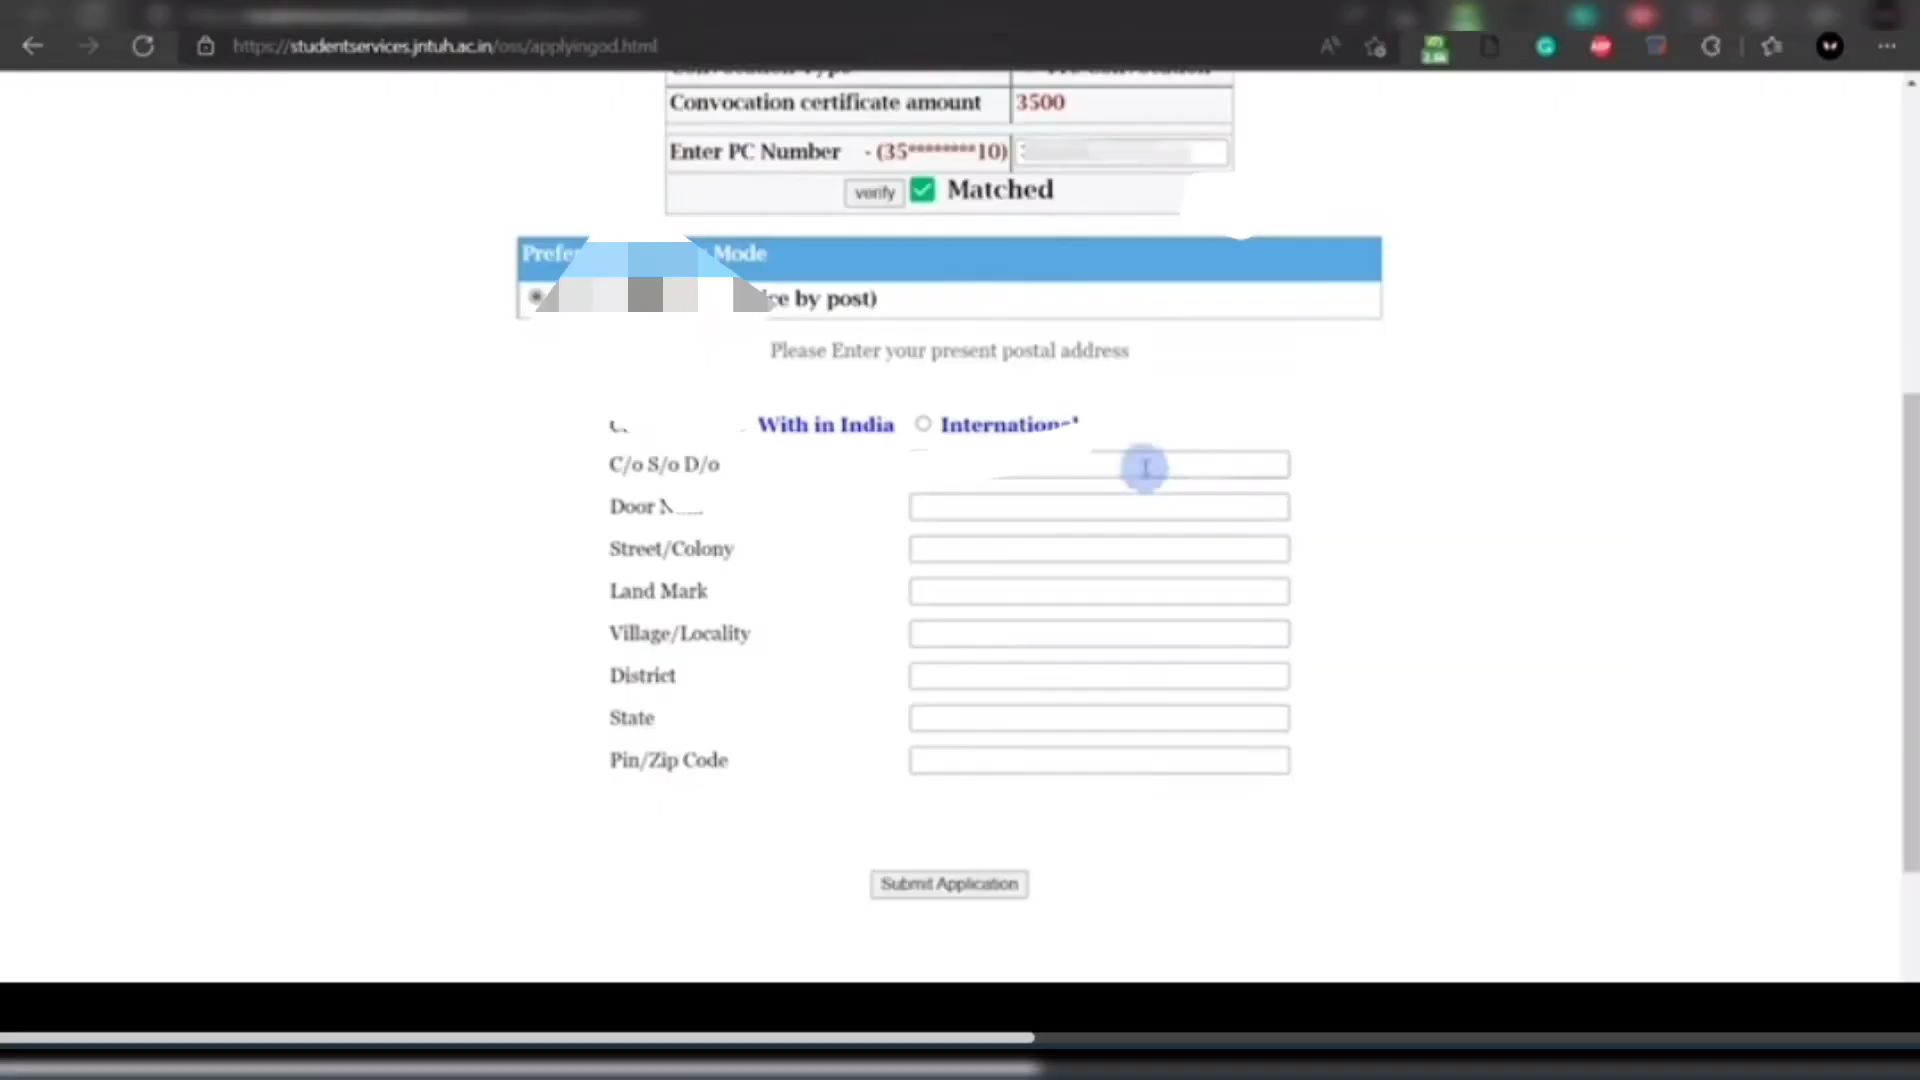 https://studentservices.jntuh.ac.in/oss/applyingod.html
Convocation certificate amount 3500
Enter PC Number - (35********10)
verify Matched
Mode
by post)
Please Enter your present postal address
With in India International
C/o S/o D/o
Door
Street/Colony
Land Mark
Village/Locality
District
State
Pin/Zip Code
Submit Application